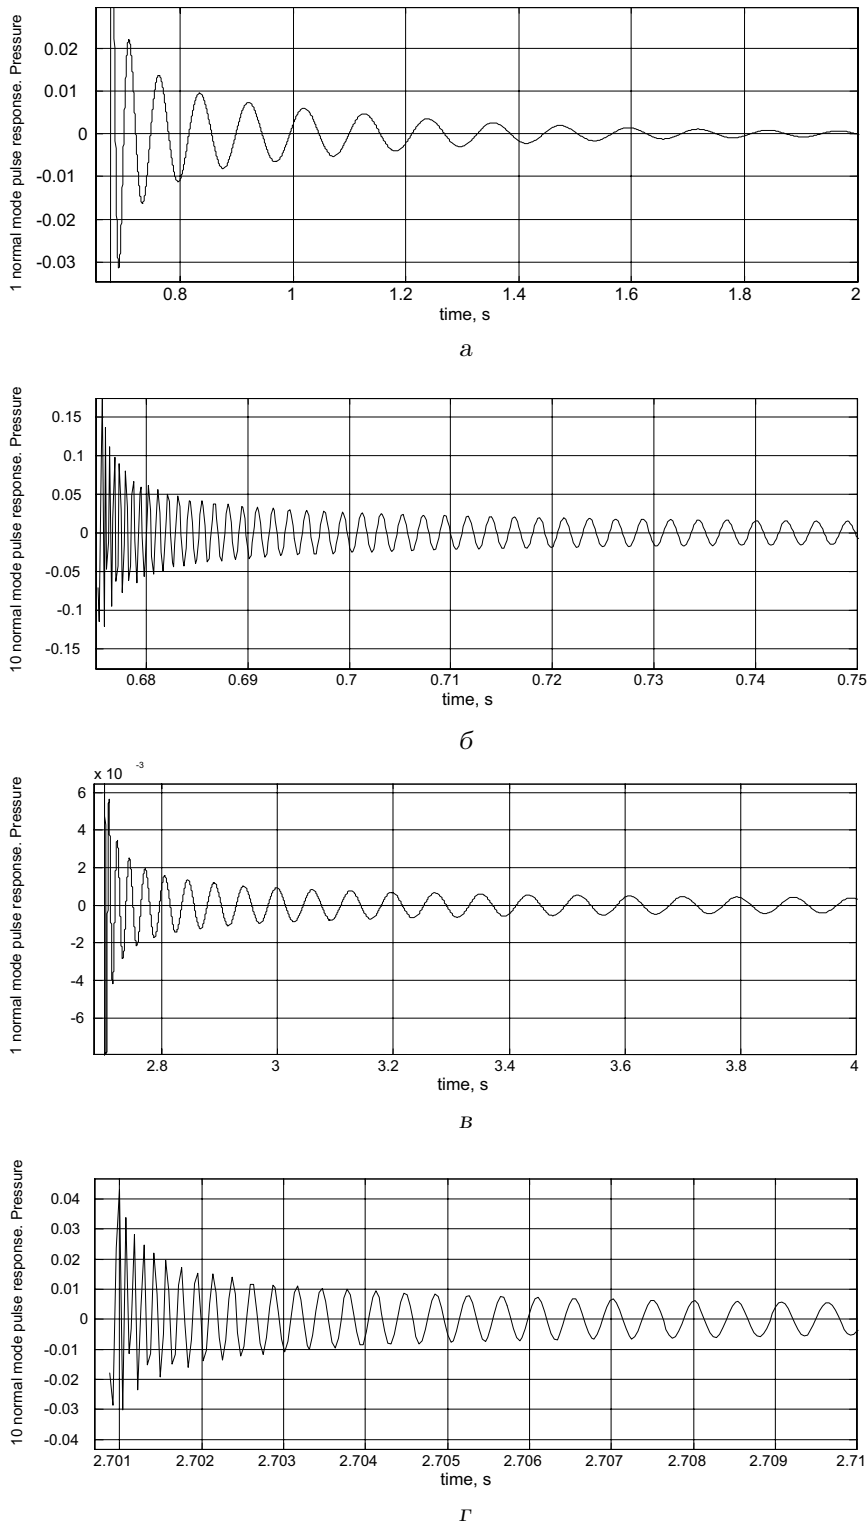 1 normal mode pulse response. Pressure
0.02
0.01
0
-0.01
-0.02
-0.03
0.8 1 1.2 1.4 1.6 1.8 2
time, s
а
10 normal mode pulse response. Pressure
0.15
0.1
0.05
0
-0.05
-0.1
-0.15
0.68 0.69 0.7 0.71 0.72 0.73 0.74 0.75
time, s
б
x 10 -3
1 normal mode pulse response. Pressure
6
4
2
0
-2
-4
-6
2.8 3 3.2 3.4 3.6 3.8 4
time, s
в
10 normal mode pulse response. Pressure
0.04
0.03
0.02
0.01
0
-0.01
-0.02
-0.03
-0.04
2.701 2.702 2.703 2.704 2.705 2.706 2.707 2.708 2.709 2.71
time, s
г